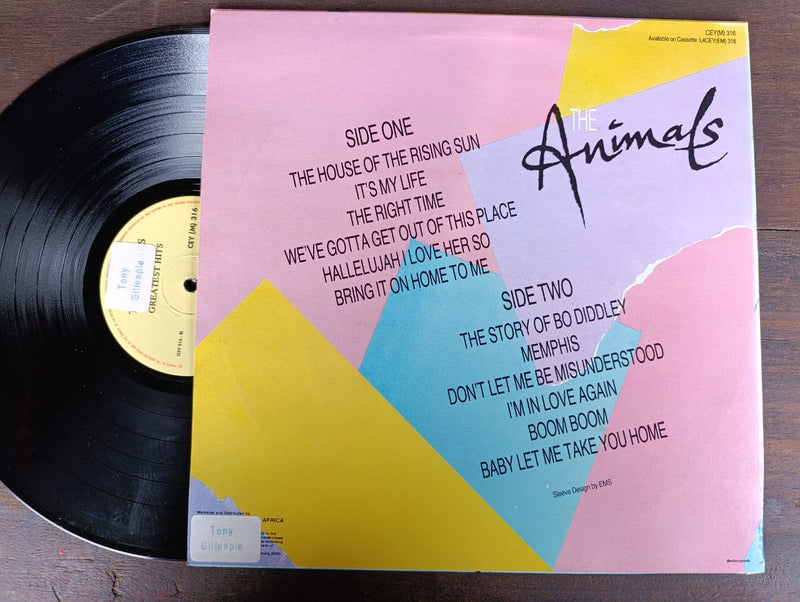 CEY(M) 316
Available on Cassette: L4CEY(EM) 316
THE
Animals
SIDE ONE
THE HOUSE OF THE RISING SUN
IT'S MY LIFE
THE RIGHT TIME
WE'VE GOTTA GET OUT OF THIS PLACE
HALLELUJAH I LOVE HER SO
BRING IT ON HOME TO ME
SIDE TWO
THE STORY OF BO DIDDLEY
MEMPHIS
DON'T LET ME BE MISUNDERSTOOD
I'M IN LOVE AGAIN
BOOM BOOM
BABY LET ME TAKE YOU HOME
Sleeve Design by EMS
Marketed and Distributed by
AFRICA
Tony
Gillespie
CEY (M) 316
GREATEST HITS
Tony
Gillespie